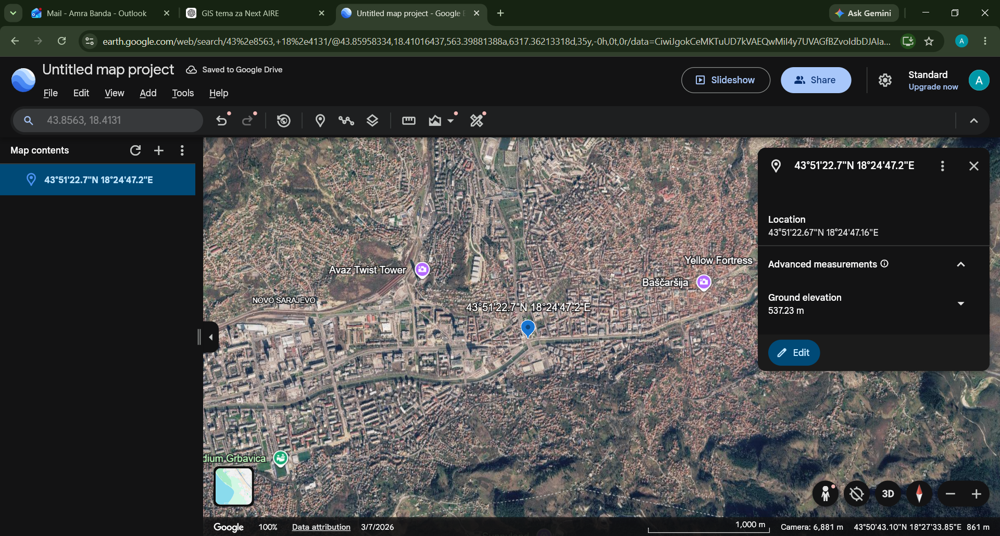 Mail - Amra Banda - Outlook
GIS tema za Next AIRE
Untitled map project - Google E
Ask Gemini
earth.google.com/web/search/43%2e8563,+18%2e4131/@43.85958334,18.41016437,563.39881388a,6317.36213318d,35y,-0h,0t,0r/data=CiwiJgokCeMKTuUD7kVAEQwMiI4y7UVAGfBZvoIdbDJAIa...
A
Untitled map project
Saved to Google Drive
File Edit View Add Tools Help
Slideshow
Share
Standard
Upgrade now
A
43.8563, 18.4131
Map contents
43°51'22.7"N 18°24'47.2"E
43°51'22.7"N 18°24'47.2"E
Location
43°51'22.67"N 18°24'47.16"E
Advanced measurements
Ground elevation
537.23 m
Edit
Yellow Fortress
Avaz Twist Tower
Baščaršija
NOVO SARAJEVO
43°51'22.7"N 18°24'47.2"E
dium Grbavica
3D
Google 100% Data attribution 3/7/2026
1,000 m
Camera: 6,881 m 43°50'43.10"N 18°27'33.85"E 861 m